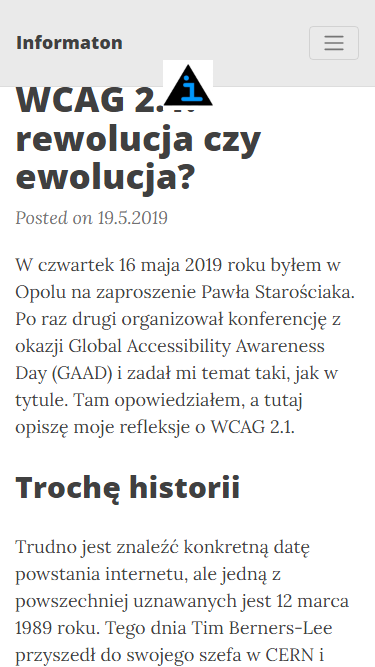 Informaton
i
WCAG 2.1:
rewolucja czy
ewolucja?
Posted on 19.5.2019
W czwartek 16 maja 2019 roku byłem w
Opolu na zaproszenie Pawła Starościaka.
Po raz drugi organizował konferencję z
okazji Global Accessibility Awareness
Day (GAAD) i zadał mi temat taki, jak w
tytule. Tam opowiedziałem, a tutaj
opiszę moje refleksje o WCAG 2.1.
Trochę historii
Trudno jest znaleźć konkretną datę
powstania internetu, ale jedną z
powszechniej uznawanych jest 12 marca
1989 roku. Tego dnia Tim Berners-Lee
przyszedł do swojego szefa w CERN i